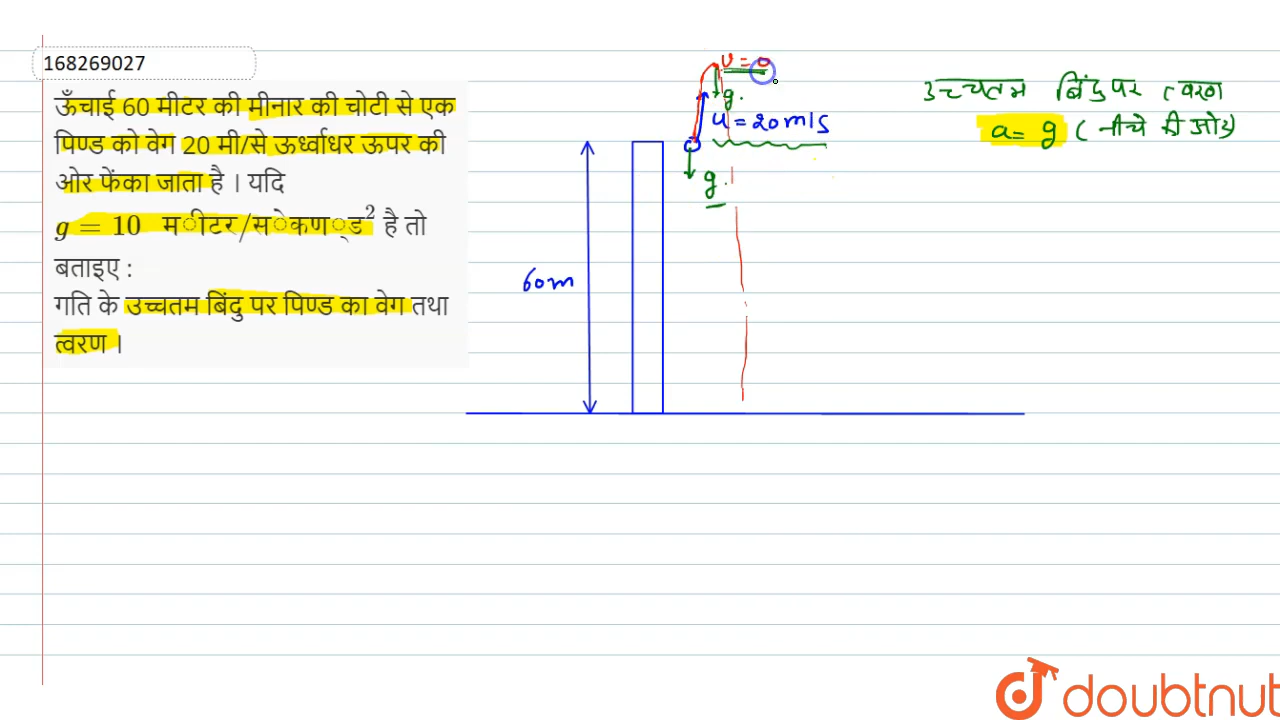 168269027
ऊँचाई 60 मीटर की मीनार की चोटी से एक
पिण्ड को वेग 20 मी/से ऊर्ध्वाधर ऊपर की
ओर फेंका जाता है । यदि
g = 10 मीटर/सेकण्ड² है तो
बताइए :
गति के उच्चतम बिंदु पर पिण्ड का वेग तथा
त्वरण ।
v = 0
g.
u = 20 m/s
g.
60m
उच्चतम बिंदु पर त्वरण
a = g (नीचे की ओर)
doubtnut